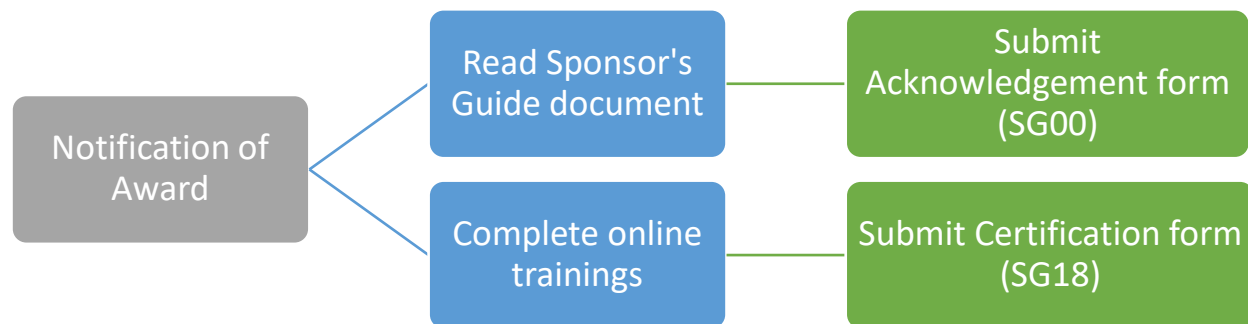 Notification of
Award
Read Sponsor's
Guide document
Submit
Acknowledgement form
(SG00)
Complete online
trainings
Submit Certification form
(SG18)